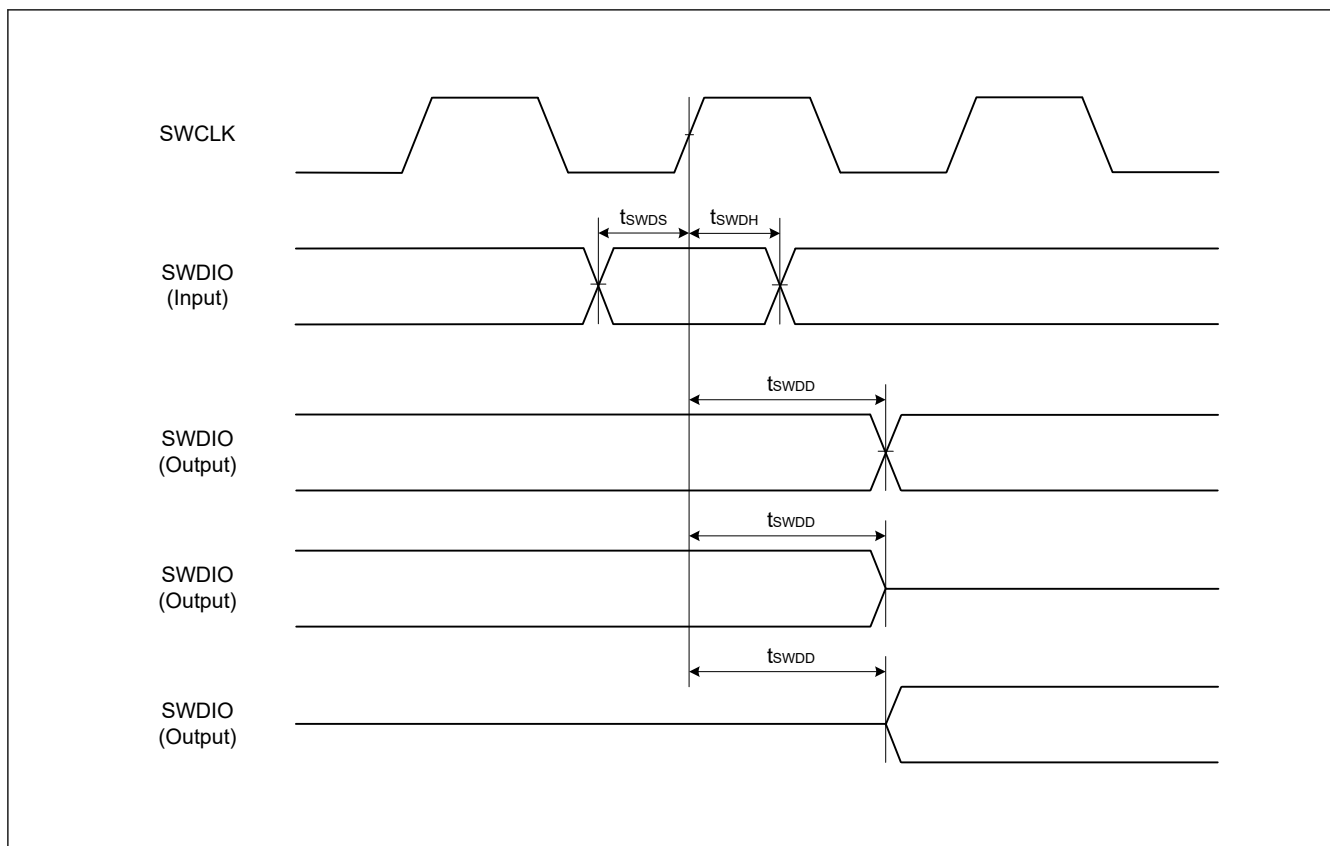 SWCLK
tSWDS
tSWDH
SWDIO
(Input)
tSWDD
SWDIO
(Output)
tSWDD
SWDIO
(Output)
tSWDD
SWDIO
(Output)